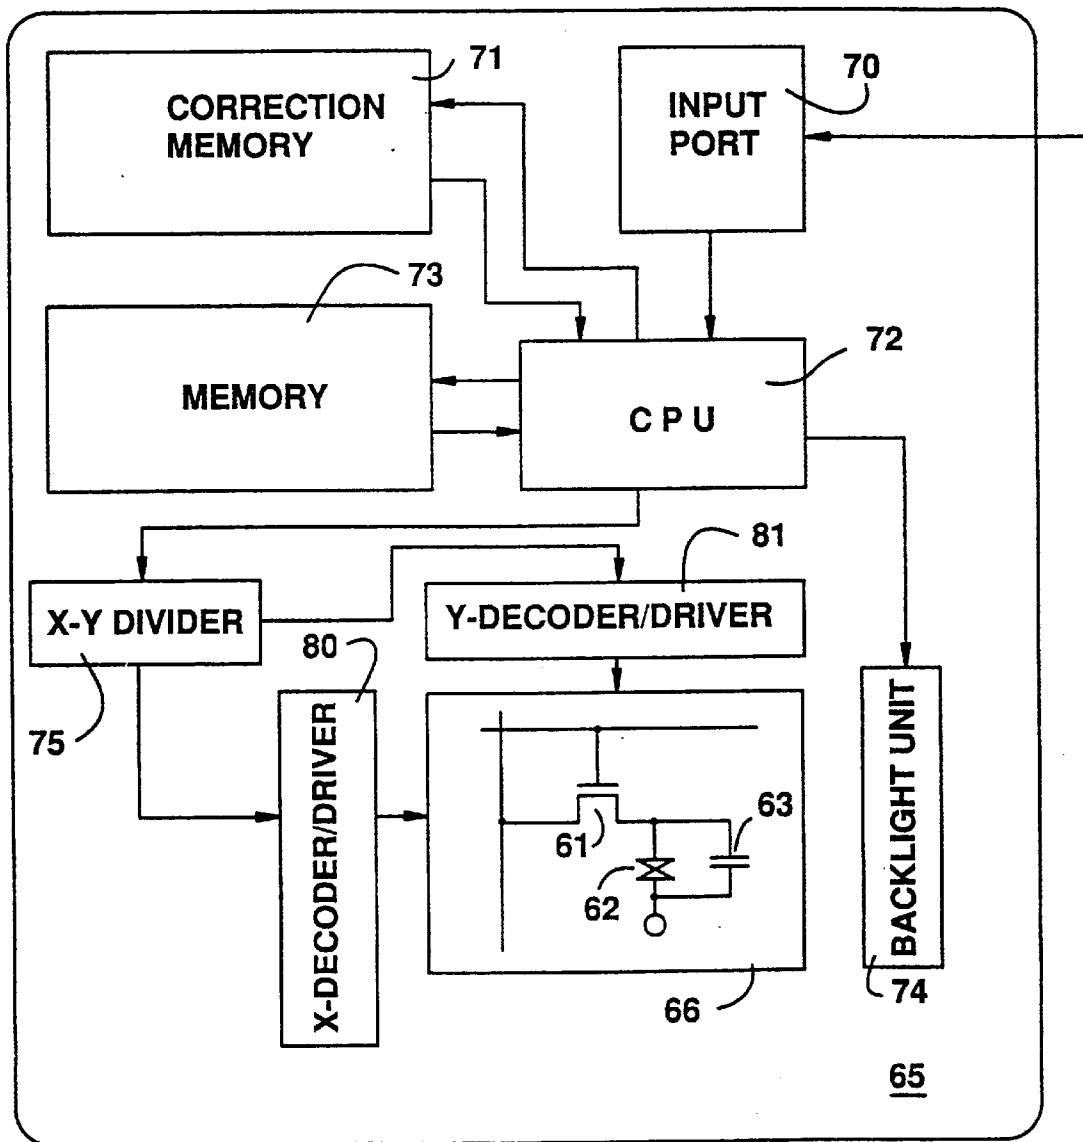 71
CORRECTION
MEMORY
70
INPUT
PORT
73
MEMORY
72
C P U
81
X-Y DIVIDER
Y-DECODER/DRIVER
75
80
X-DECODER/DRIVER
61
62
63
66
BACKLIGHT UNIT
74
65